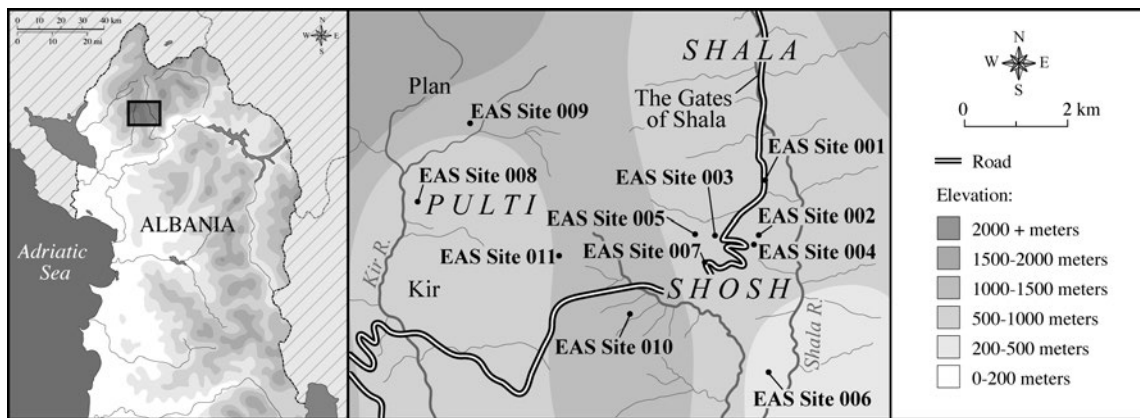 0 10 20 30 40 km
0 10 20 mi
N
W E
S
ALBANIA
Adriatic
Sea
SHALA
Plan
The Gates
of Shala
EAS Site 009
EAS Site 001
EAS Site 003
EAS Site 008
PULTI
EAS Site 005
EAS Site 002
EAS Site 007
EAS Site 004
EAS Site 011
Kir R.
Kir
SHOSH
Shala R.
EAS Site 010
EAS Site 006
N
W E
S
0 2 km
Road
Elevation:
2000 + meters
1500-2000 meters
1000-1500 meters
500-1000 meters
200-500 meters
0-200 meters